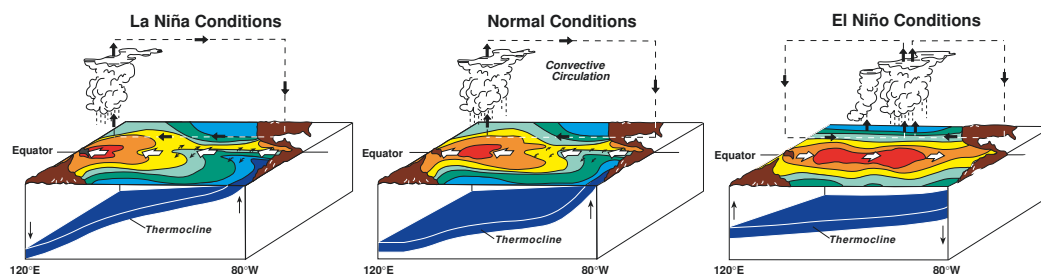 La Niña Conditions
Equator
Thermocline
120°E
80°W
Normal Conditions
Convective
Circulation
Equator
Thermocline
120°E
80°W
El Niño Conditions
Equator
Thermocline
120°E
80°W